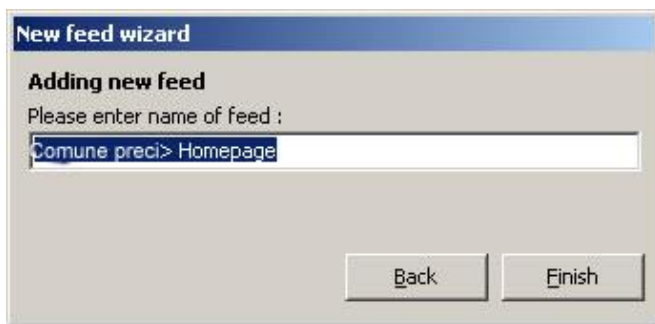 New feed wizard
Adding new feed
Please enter name of feed :
Comune preci> Homepage
Back Finish